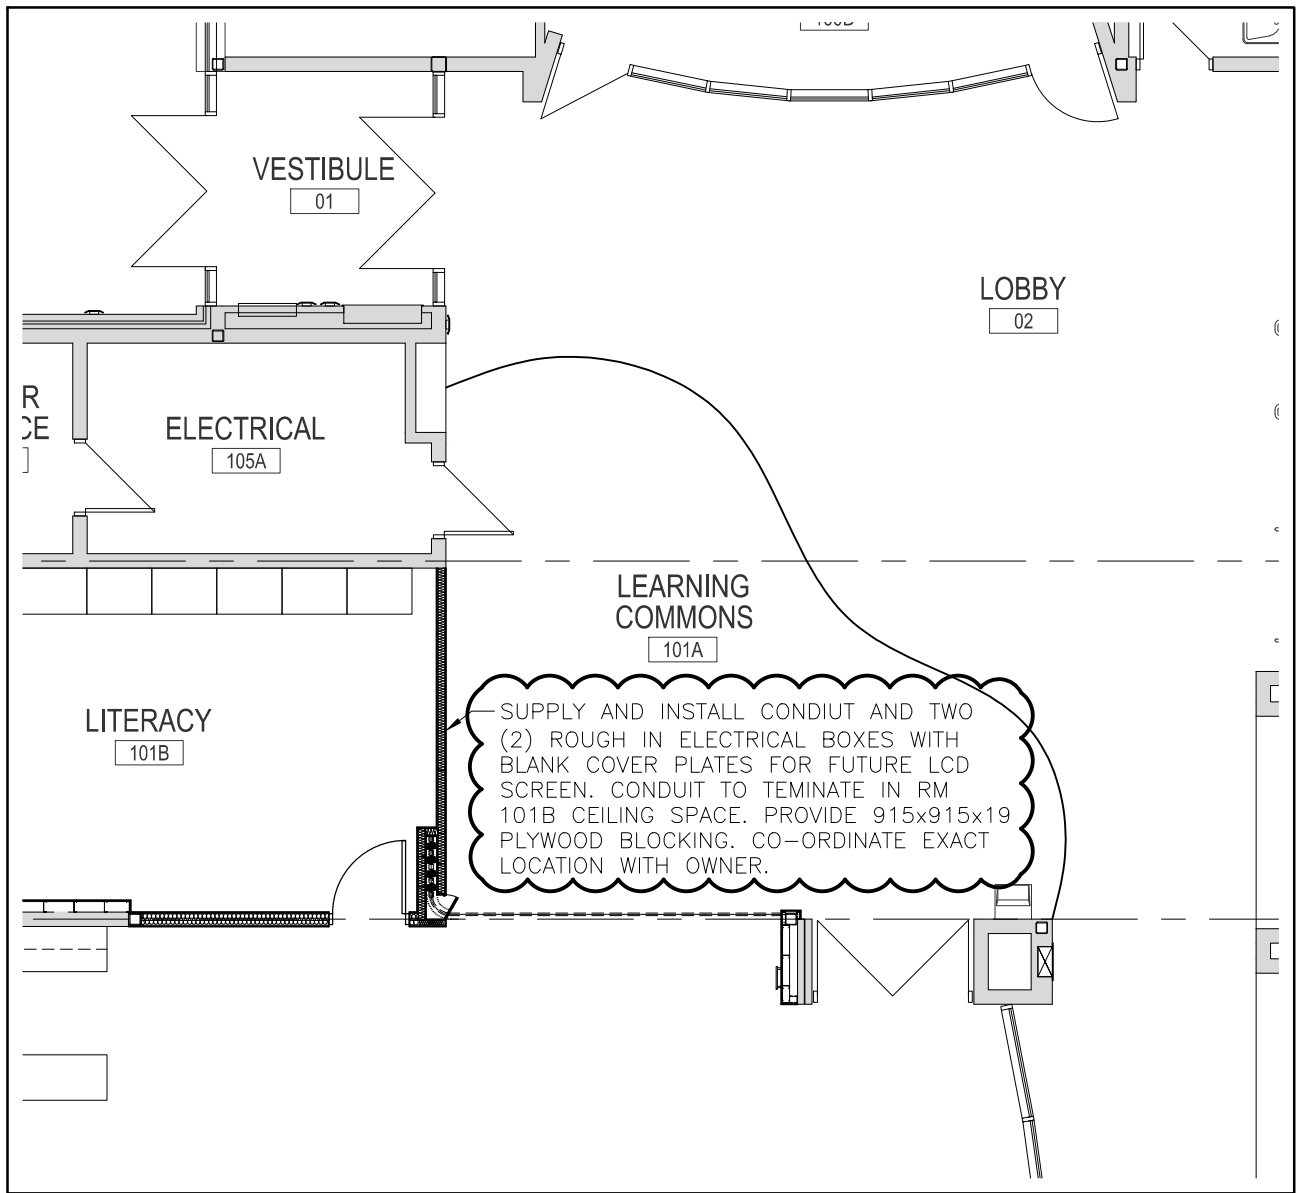 VESTIBULE
01
LOBBY
02
R
CE
ELECTRICAL
105A
LEARNING
COMMONS
101A
LITERACY
101B
SUPPLY AND INSTALL CONDIUT AND TWO
(2) ROUGH IN ELECTRICAL BOXES WITH
BLANK COVER PLATES FOR FUTURE LCD
SCREEN. CONDUIT TO TEMINATE IN RM
101B CEILING SPACE. PROVIDE 915x915x19
PLYWOOD BLOCKING. CO-ORDINATE EXACT
LOCATION WITH OWNER.